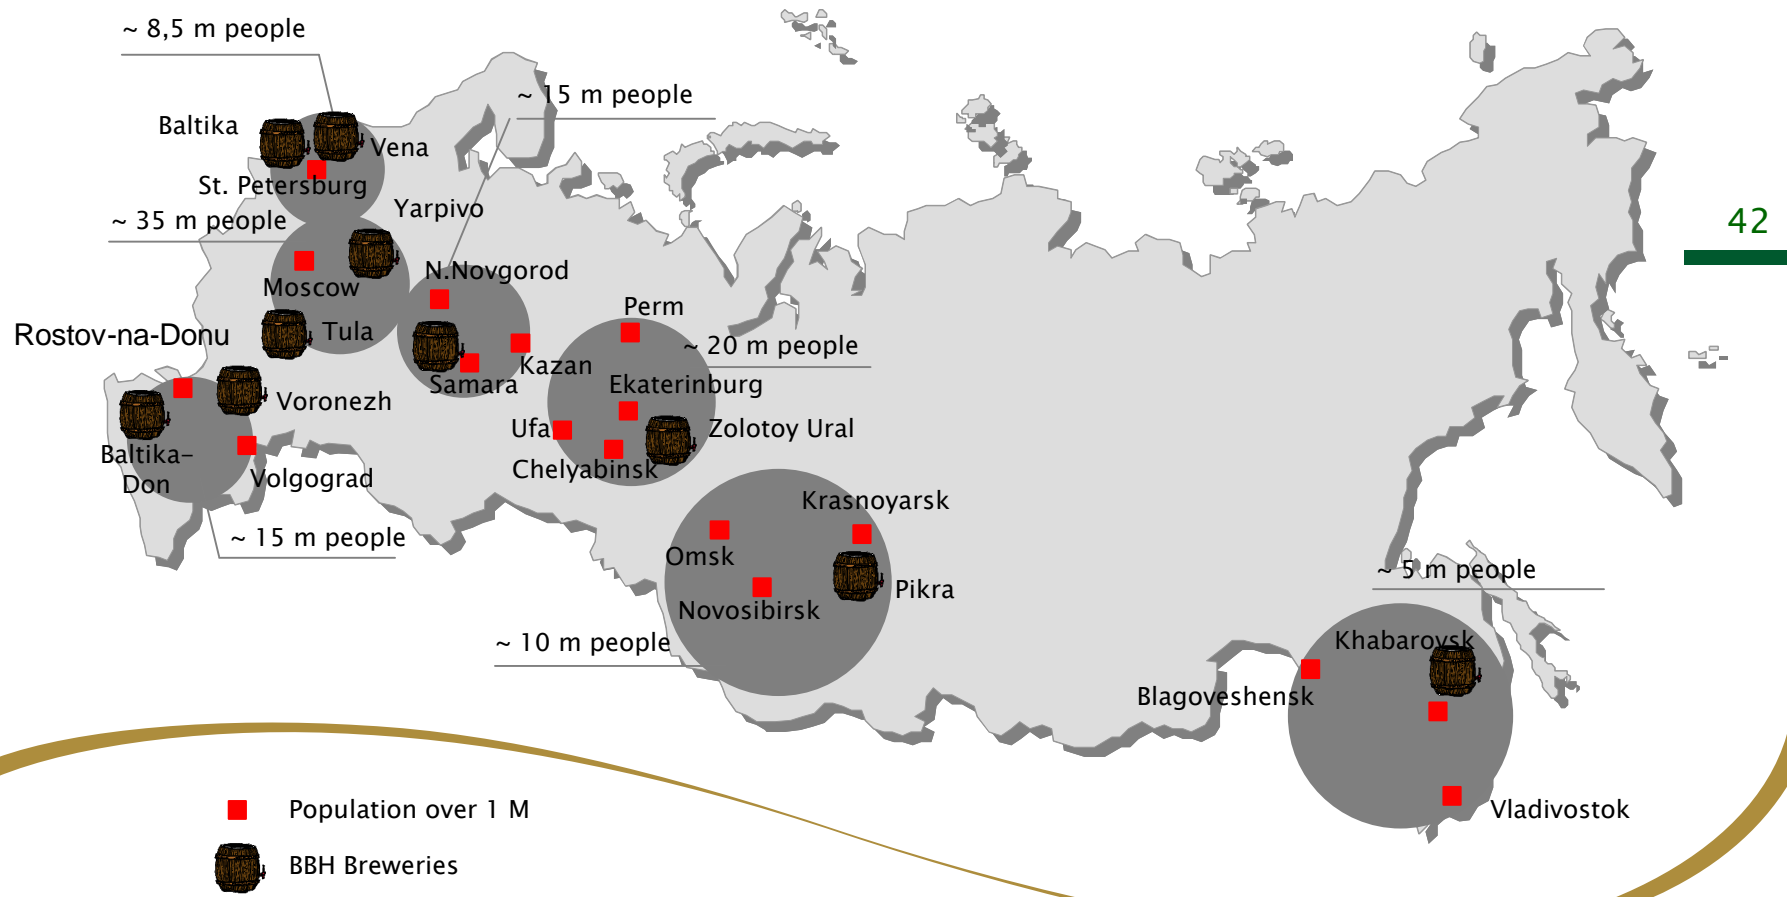 ~ 8,5 m people
~ 15 m people
Baltika
Vena
St. Petersburg
Yarpivo
~ 35 m people
42
N.Novgorod
Moscow
Perm
Rostov-na-Donu
Tula
~ 20 m people
Kazan
Samara
Ekaterinburg
Voronezh
Ufa
Zolotoy Ural
Baltika-
Don
Chelyabinsk
Volgograd
Krasnoyarsk
~ 15 m people
Omsk
~ 5 m people
Pikra
Novosibirsk
~ 10 m people
Khabarovsk
Blagoveshensk
Population over 1 M
Vladivostok
BBH Breweries